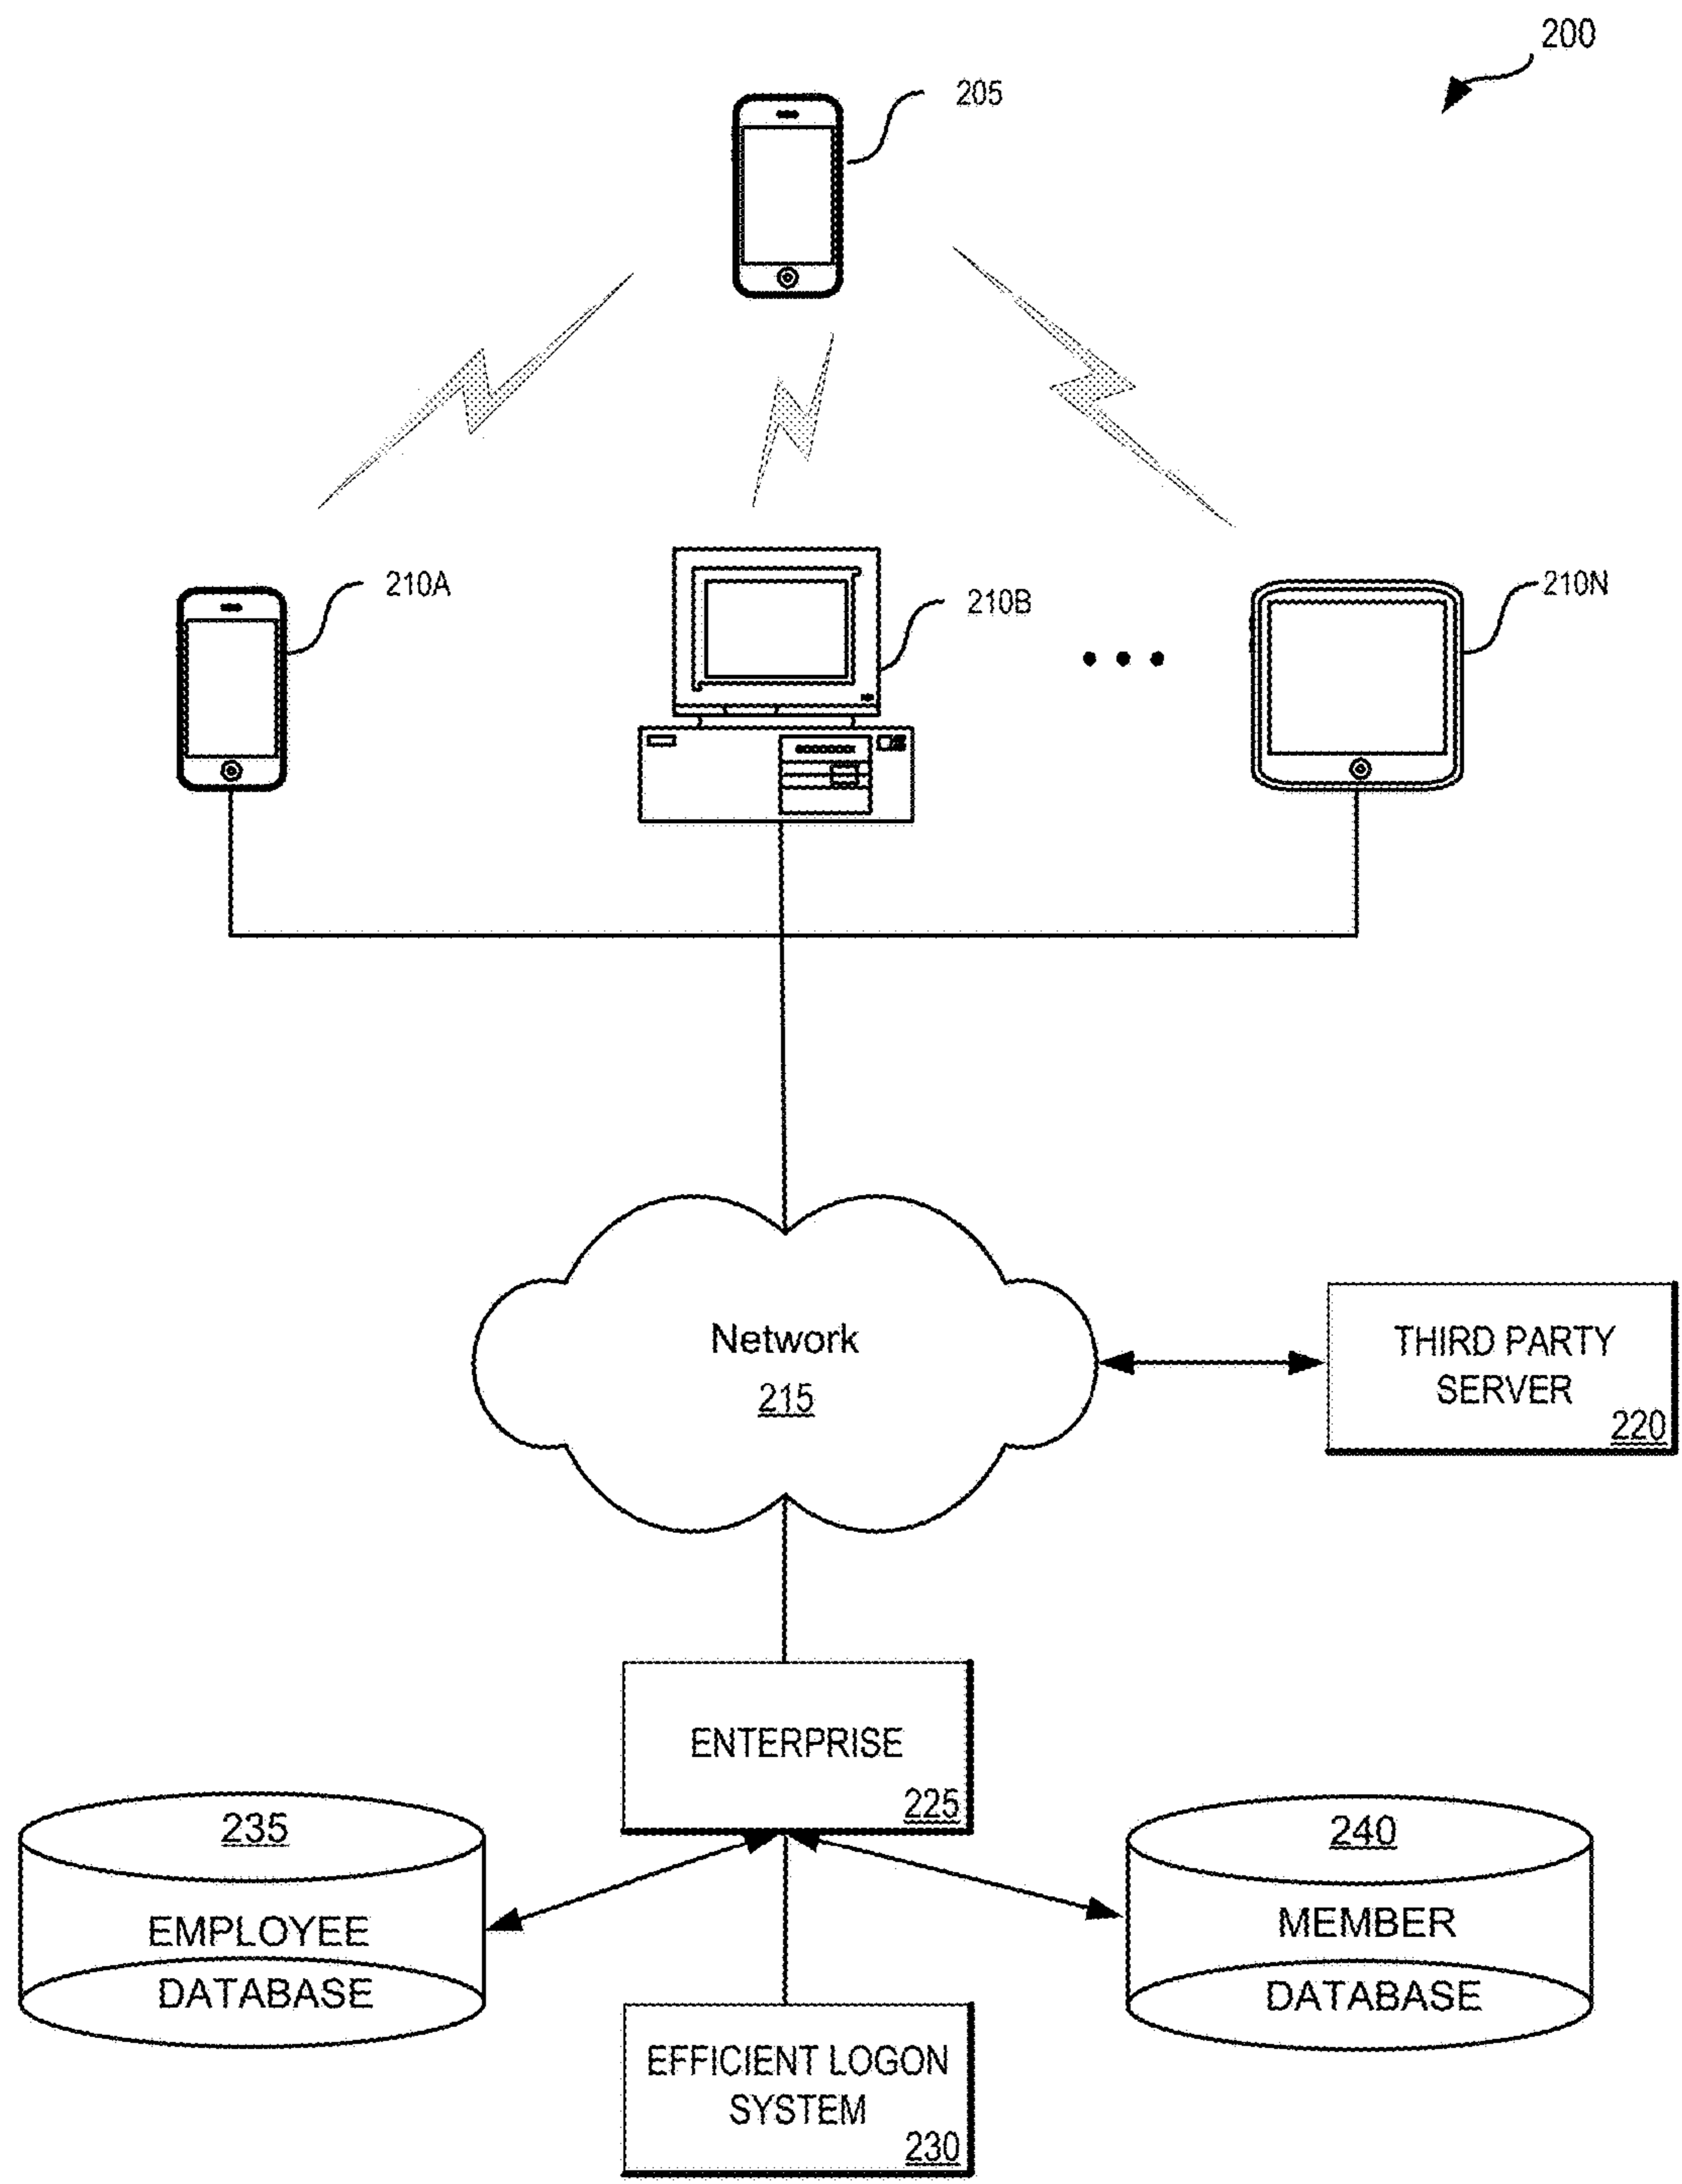 200
205
210A
210B
210N
Network
215
THIRD PARTY
SERVER
220
ENTERPRISE
225
235
EMPLOYEE
DATABASE
240
MEMBER
DATABASE
EFFICIENT LOGON
SYSTEM
230